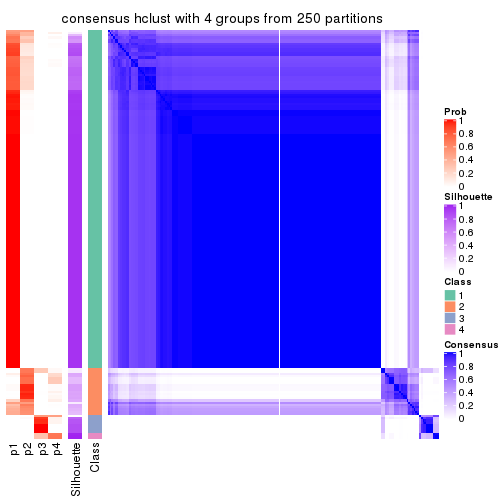 consensus hclust with 4 groups from 250 partitions
Prob
1
0.8
0.6
0.4
0.2
0
Silhouette
1
0.8
0.6
0.4
0.2
0
Class
1
2
3
4
Consensus
1
0.8
0.6
0.4
0.2
0
p1
p2
p3
p4
Silhouette
Class